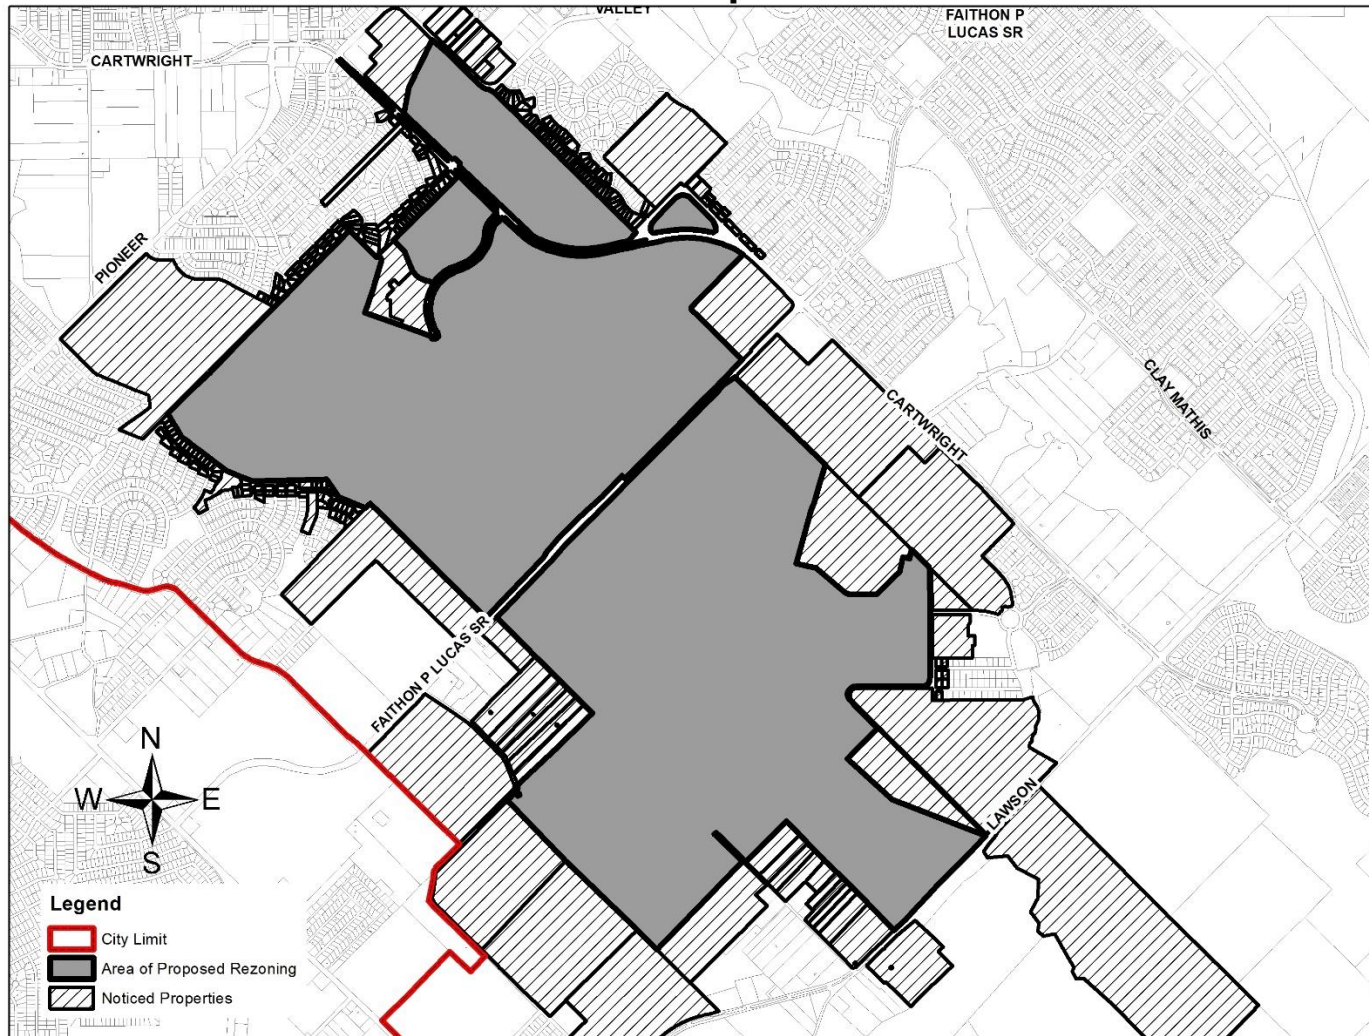 VALLEY
FAITHON P
LUCAS SR
CARTWRIGHT
PIONEER
CLAY MATHIS
CARTWRIGHT
FAITHON P LUCAS SR
LAWSON
N
W
E
S
Legend
City Limit
Area of Proposed Rezoning
Noticed Properties